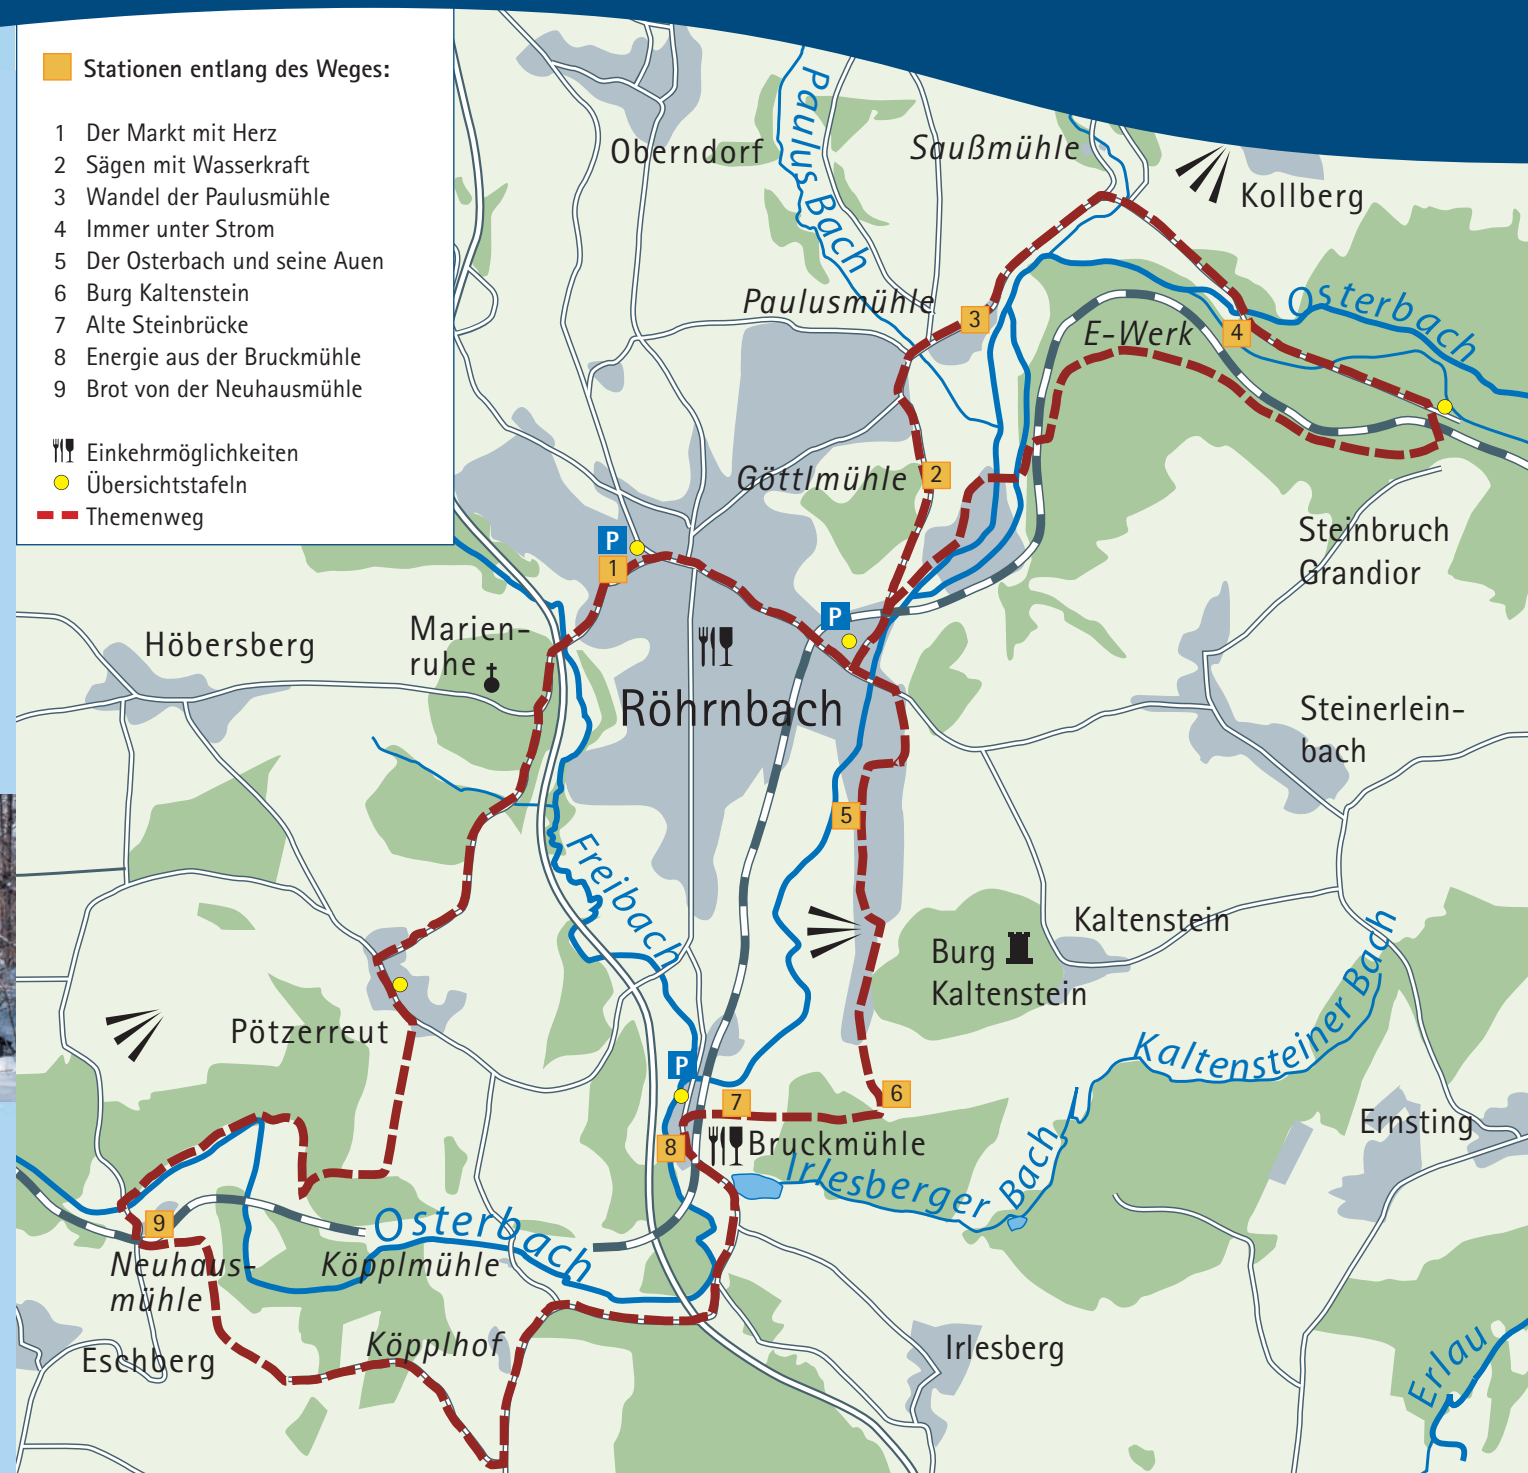 Stationen entlang des Weges:
1 Der Markt mit Herz
2 Sägen mit Wasserkraft
3 Wandel der Paulusmühle
4 Immer unter Strom
5 Der Osterbach und seine Auen
6 Burg Kaltenstein
7 Alte Steinbrücke
8 Energie aus der Bruckmühle
9 Brot von der Neuhausmühle
Einkehrmöglichkeiten
Übersichtstafeln
Themenweg
Oberndorf
Paulus Bach
Saußmühle
Kollberg
Paulusmühle
3
E-Werk
4
Osterbach
Göttlmühle
2
P
1
Steinbruch
Grandior
P
Höbersberg
Marien-
ruhe
Röhrnbach
Steinerlein-
bach
5
Freibach
Kaltenstein
Burg
Kaltenstein
Pötzerreut
Kaltensteiner Bach
P
7
6
8
Bruckmühle
Ernsting
Irlesberger Bach
9
Osterbach
Neuhaus-
mühle
Köpplmühle
Köpplhof
Eschberg
Irlesberg
Erlau